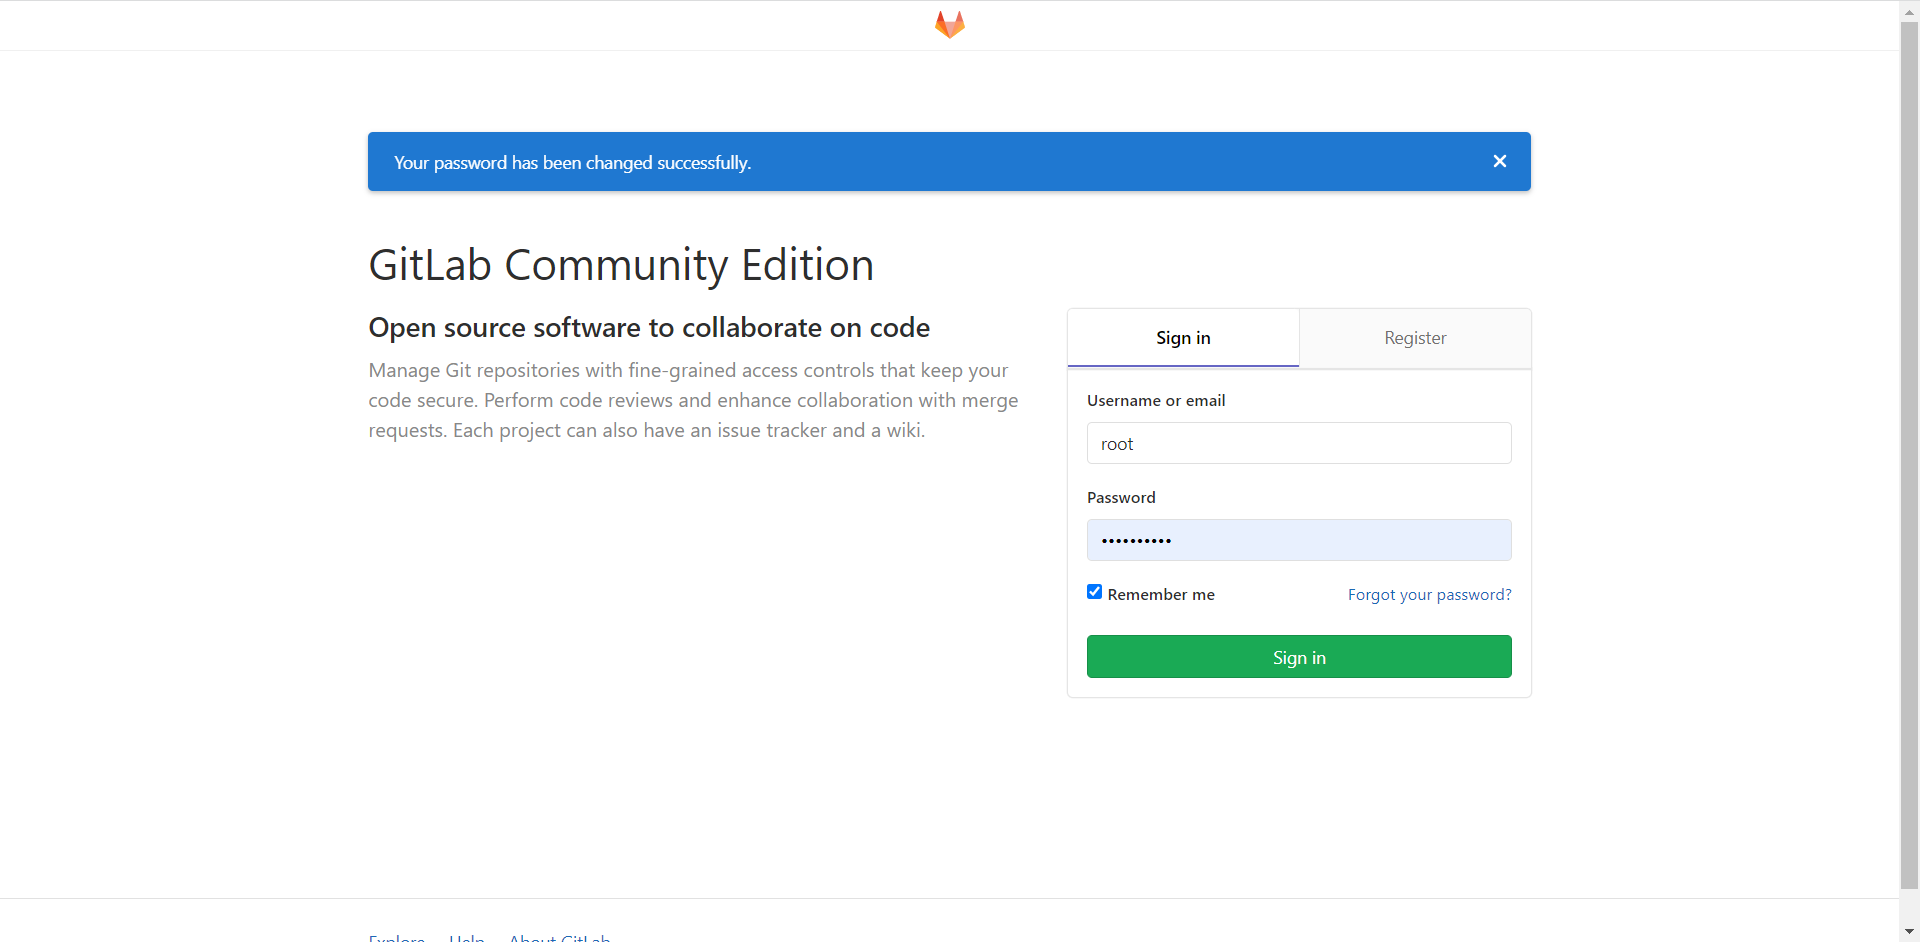 Your password has been changed successfully.
GitLab Community Edition
Open source software to collaborate on code
Manage Git repositories with fine-grained access controls that keep your
code secure. Perform code reviews and enhance collaboration with merge
requests. Each project can also have an issue tracker and a wiki.
Sign in
Register
Username or email
root
Password
••••••••••
Remember me
Forgot your password?
Sign in
Explore
Help
About GitLab